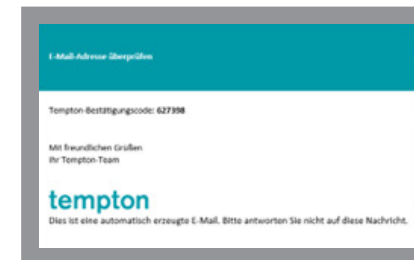 E-Mail-Adresse überprüfen
Tempton-Bestätigungscode: 627398
Mit freundlichen Grüßen
Ihr Tempton-Team
tempton
Dies ist eine automatisch erzeugte E-Mail. Bitte antworten Sie nicht auf diese Nachricht.